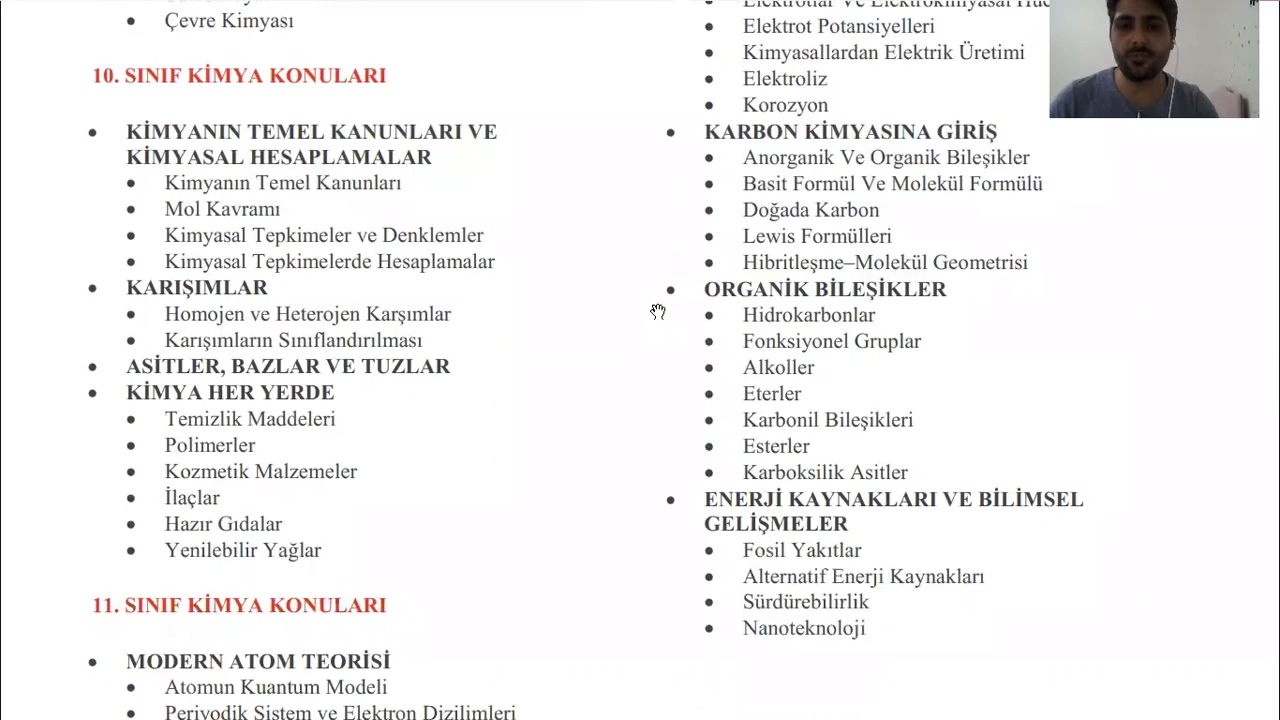 Çevre Kimyası
10. SINIF KİMYA KONULARI
KİMYANIN TEMEL KANUNLARI VE
KİMYASAL HESAPLAMALAR
Kimyanın Temel Kanunları
Mol Kavramı
Kimyasal Tepkimeler ve Denklemler
Kimyasal Tepkimelerde Hesaplamalar
KARIŞIMLAR
Homojen ve Heterojen Karşımlar
Karışımların Sınıflandırılması
ASİTLER, BAZLAR VE TUZLAR
KİMYA HER YERDE
Temizlik Maddeleri
Polimerler
Kozmetik Malzemeler
İlaçlar
Hazır Gıdalar
Yenilebilir Yağlar
11. SINIF KİMYA KONULARI
MODERN ATOM TEORİSİ
Atomun Kuantum Modeli
Periyodik Sistem ve Elektron Dizilimleri
Elektrotlar Ve Elektrokimyasal
Elektrot Potansiyelleri
Kimyasallardan Elektrik Üretimi
Elektroliz
Korozyon
KARBON KİMYASINA GİRİŞ
Anorganik Ve Organik Bileşikler
Basit Formül Ve Molekül Formülü
Doğada Karbon
Lewis Formülleri
Hibritleşme–Molekül Geometrisi
ORGANİK BİLEŞİKLER
Hidrokarbonlar
Fonksiyonel Gruplar
Alkoller
Eterler
Karbonil Bileşikleri
Esterler
Karboksilik Asitler
ENERJİ KAYNAKLARI VE BİLİMSEL
GELİŞMELER
Fosil Yakıtlar
Alternatif Enerji Kaynakları
Sürdürebilirlik
Nanoteknoloji